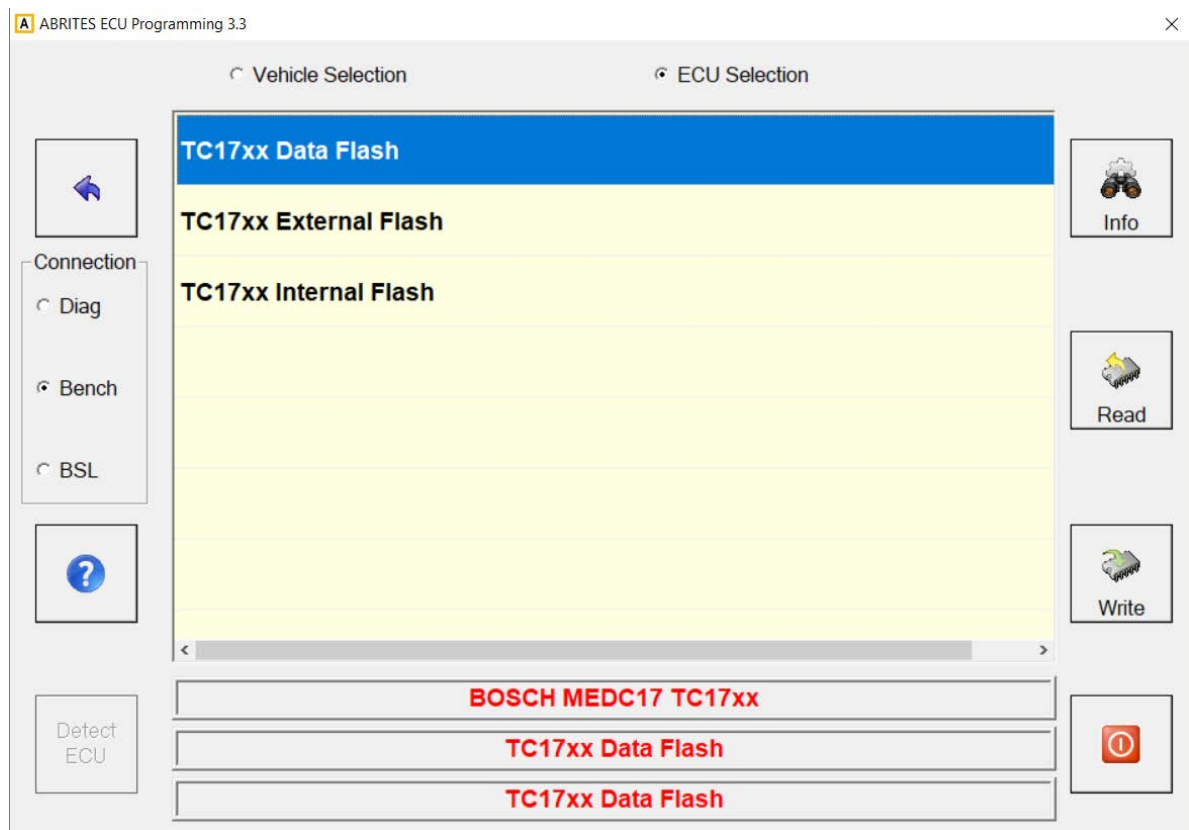 A ABRITES ECU Programming 3.3
Vehicle Selection
ECU Selection
TC17xx Data Flash
TC17xx External Flash
TC17xx Internal Flash
Connection
Diag
Bench
BSL
?
Detect
ECU
Info
Read
Write
BOSCH MEDC17 TC17xx
TC17xx Data Flash
TC17xx Data Flash